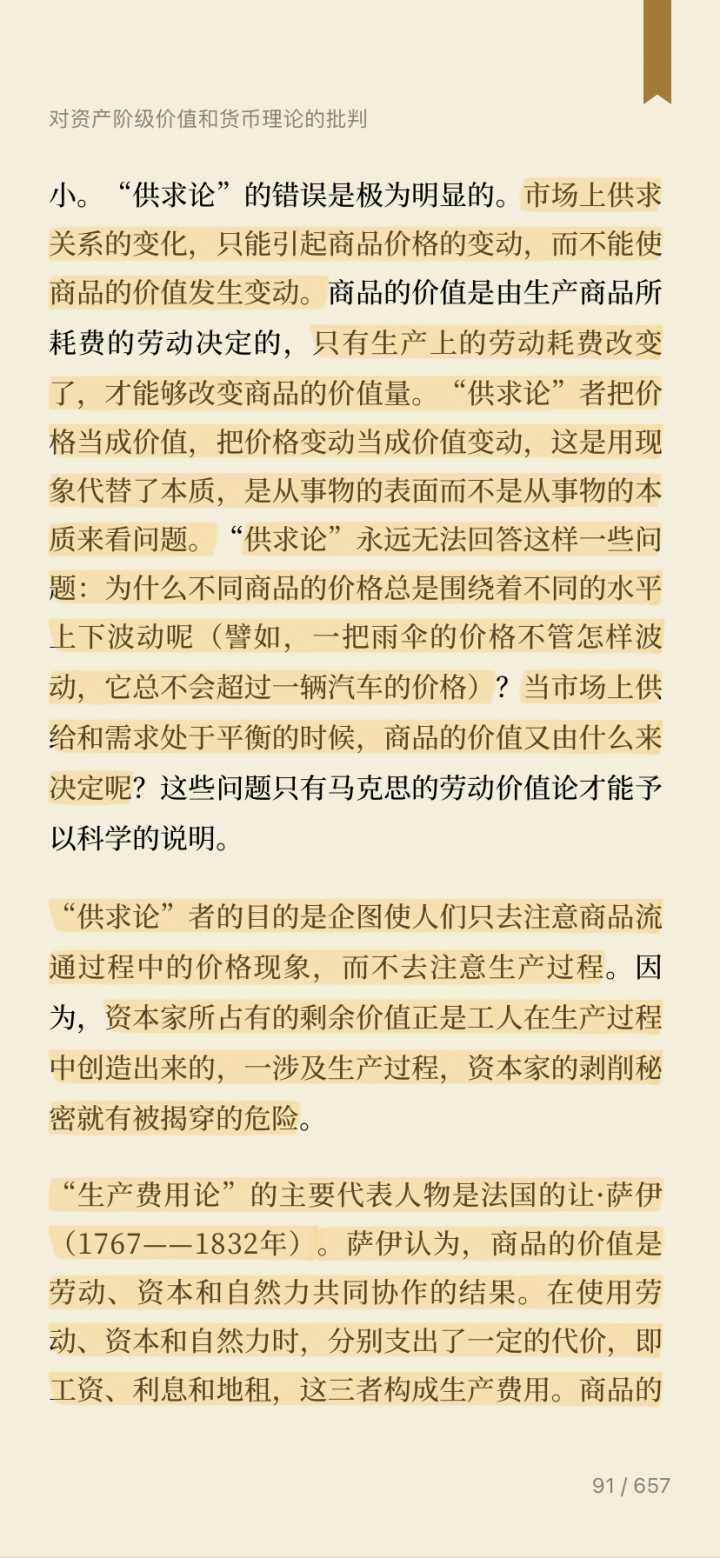 对资产阶级价值和货币理论的批判
小。“供求论”的错误是极为明显的。市场上供求
关系的变化，只能引起商品价格的变动，而不能使
商品的价值发生变动。商品的价值是由生产商品所
耗费的劳动决定的，只有生产上的劳动耗费改变
了，才能够改变商品的价值量。“供求论”者把价
格当成价值，把价格变动当成价值变动，这是用现
象代替了本质，是从事物的表面而不是从事物的本
质来看问题。“供求论”永远无法回答这样一些问
题：为什么不同商品的价格总是围绕着不同的水平
上下波动呢（譬如，一把雨伞的价格不管怎样波
动，它总不会超过一辆汽车的价格）？当市场上供
给和需求处于平衡的时候，商品的价值又由什么来
决定呢？这些问题只有马克思的劳动价值论才能予
以科学的说明。
“供求论”者的目的是企图使人们只去注意商品流
通过程中的价格现象，而不去注意生产过程。因
为，资本家所占有的剩余价值正是工人在生产过程
中创造出来的，一涉及生产过程，资本家的剥削秘
密就有被揭穿的危险。
“生产费用论”的主要代表人物是法国的让·萨伊
（1767——1832年）。萨伊认为，商品的价值是
劳动、资本和自然力共同协作的结果。在使用劳
动、资本和自然力时，分别支出了一定的代价，即
工资、利息和地租，这三者构成生产费用。商品的
91 / 657